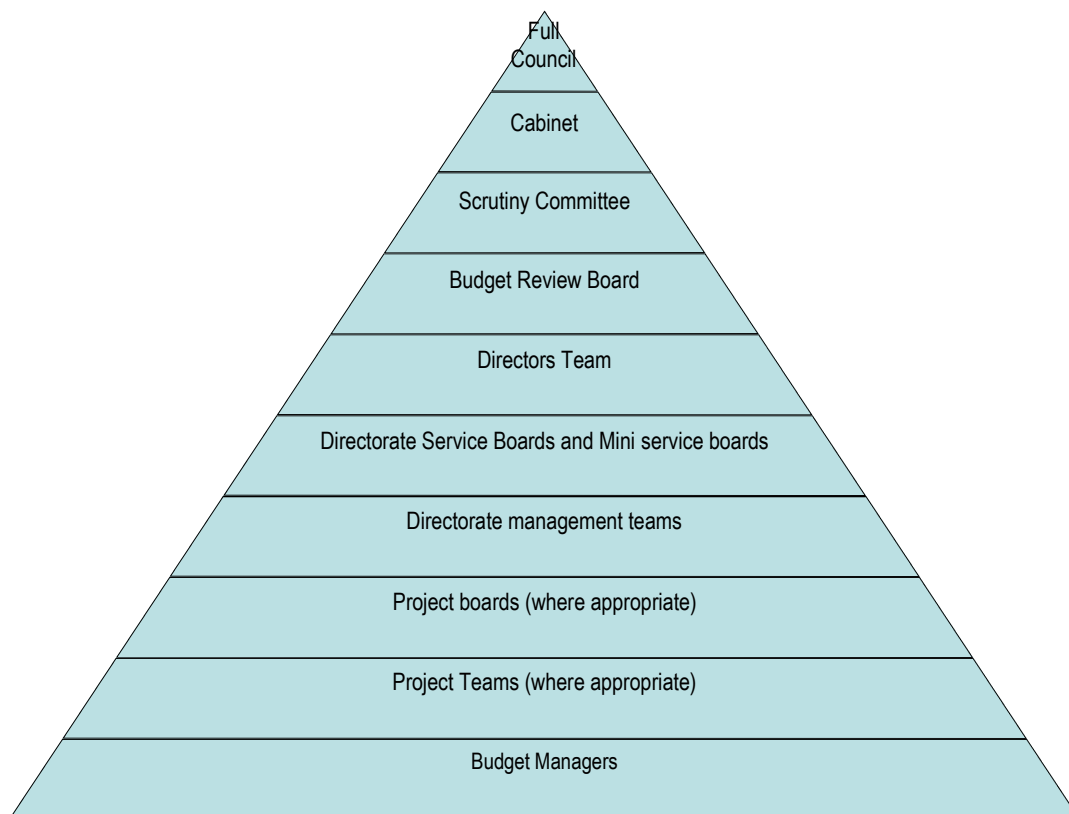 Full
Council
Cabinet
Scrutiny Committee
Budget Review Board
Directors Team
Directorate Service Boards and Mini service boards
Directorate management teams
Project boards (where appropriate)
Project Teams (where appropriate)
Budget Managers